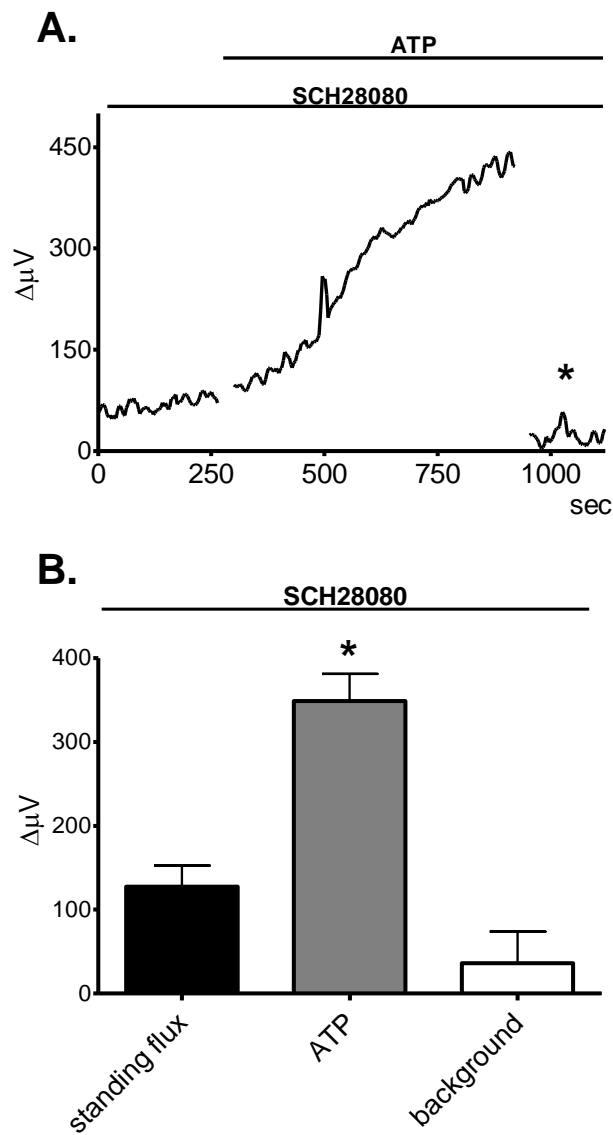 A.
ATP
SCH28080
450
300
150
0
ΔμV
*
0 250 500 750 1000
sec
B.
SCH28080
400
300
200
100
0
ΔμV
*
standing flux
ATP
background